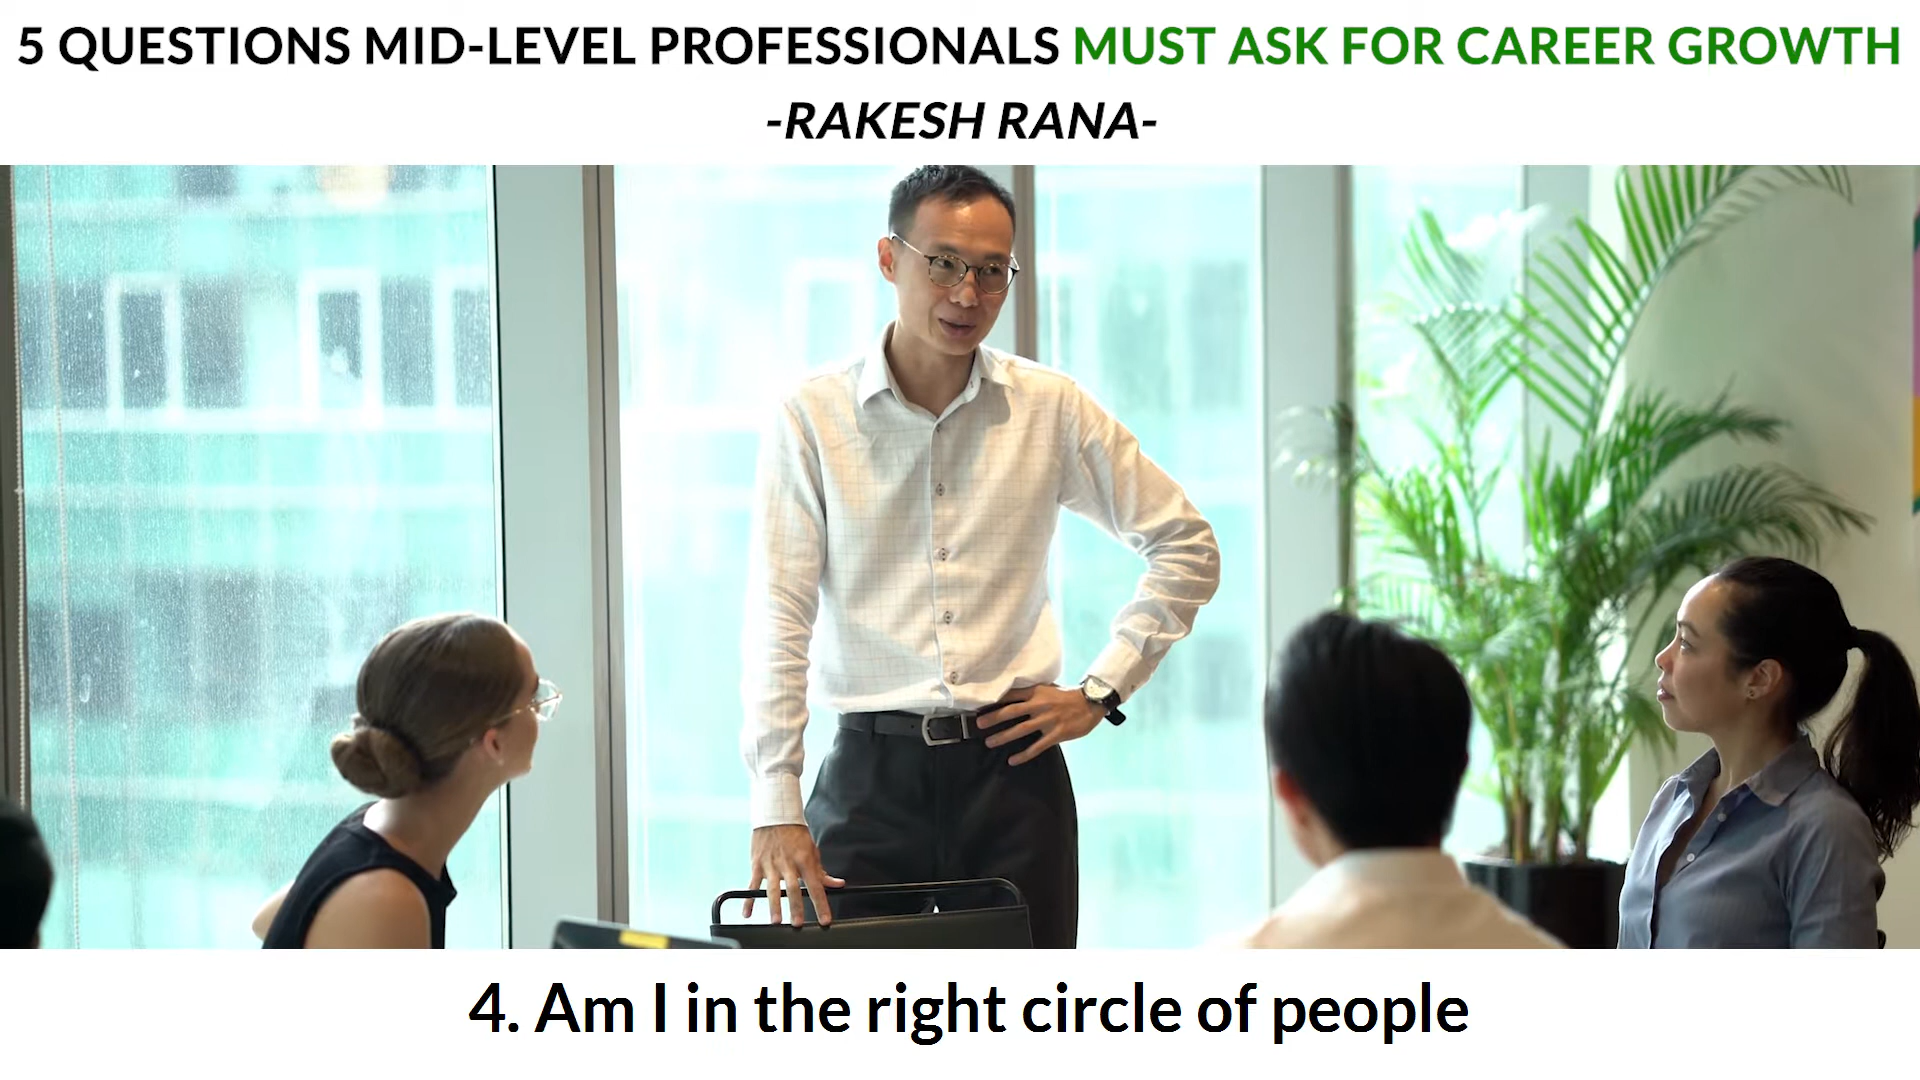 5 QUESTIONS MID-LEVEL PROFESSIONALS MUST ASK FOR CAREER GROWTH
-RAKESH RANA-
4. Am I in the right circle of people